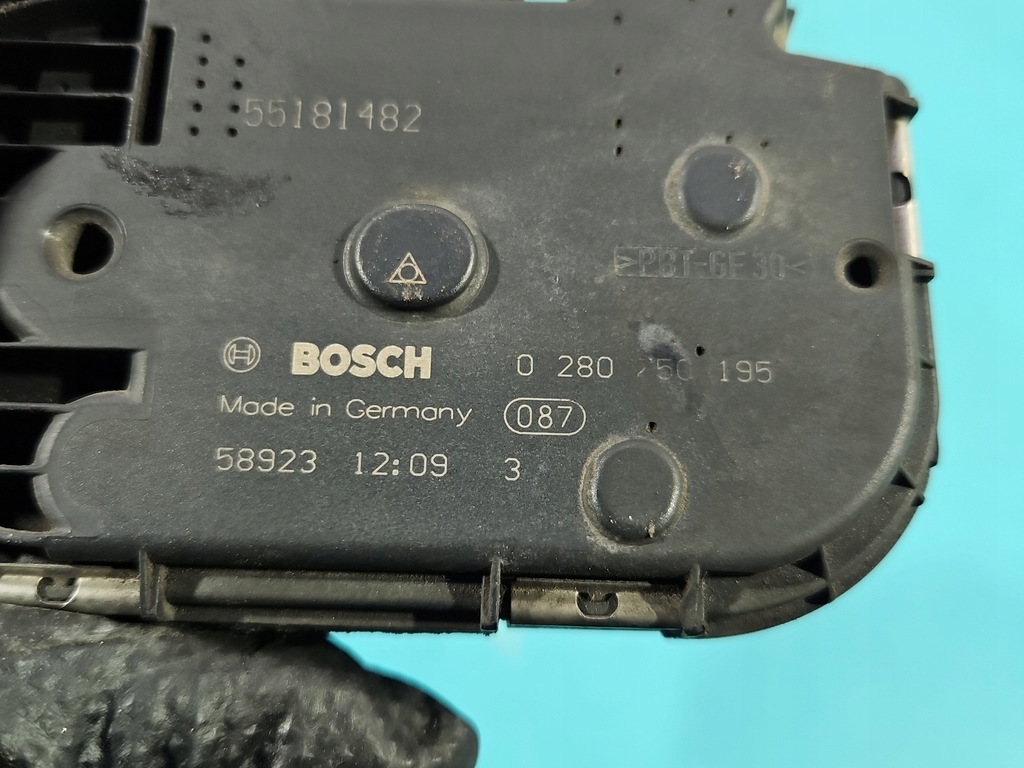 55181482
>PBT-GF30<
BOSCH 0 280 750 195
Made in Germany 087
58923 12:09 3